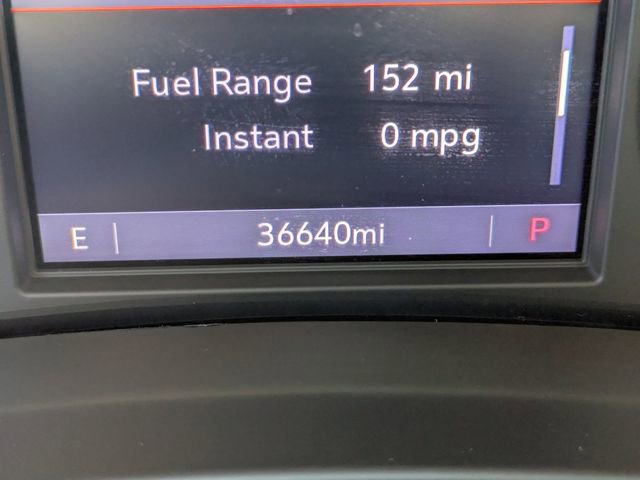 Fuel Range 152 mi
Instant 0 mpg
E 36640mi P